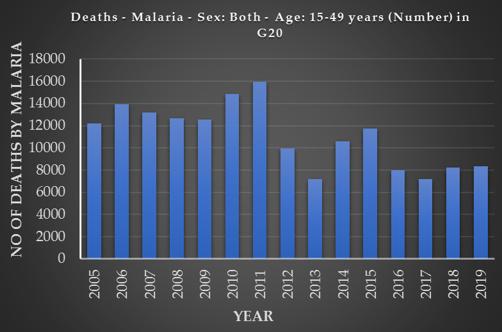 Deaths - Malaria - Sex: Both - Age: 15-49 years (Number) in
G20
NO OF DEATHS BY MALARIA
18000
16000
14000
12000
10000
8000
6000
4000
2000
0
2005 2006 2007 2008 2009 2010 2011 2012 2013 2014 2015 2016 2017 2018 2019
YEAR